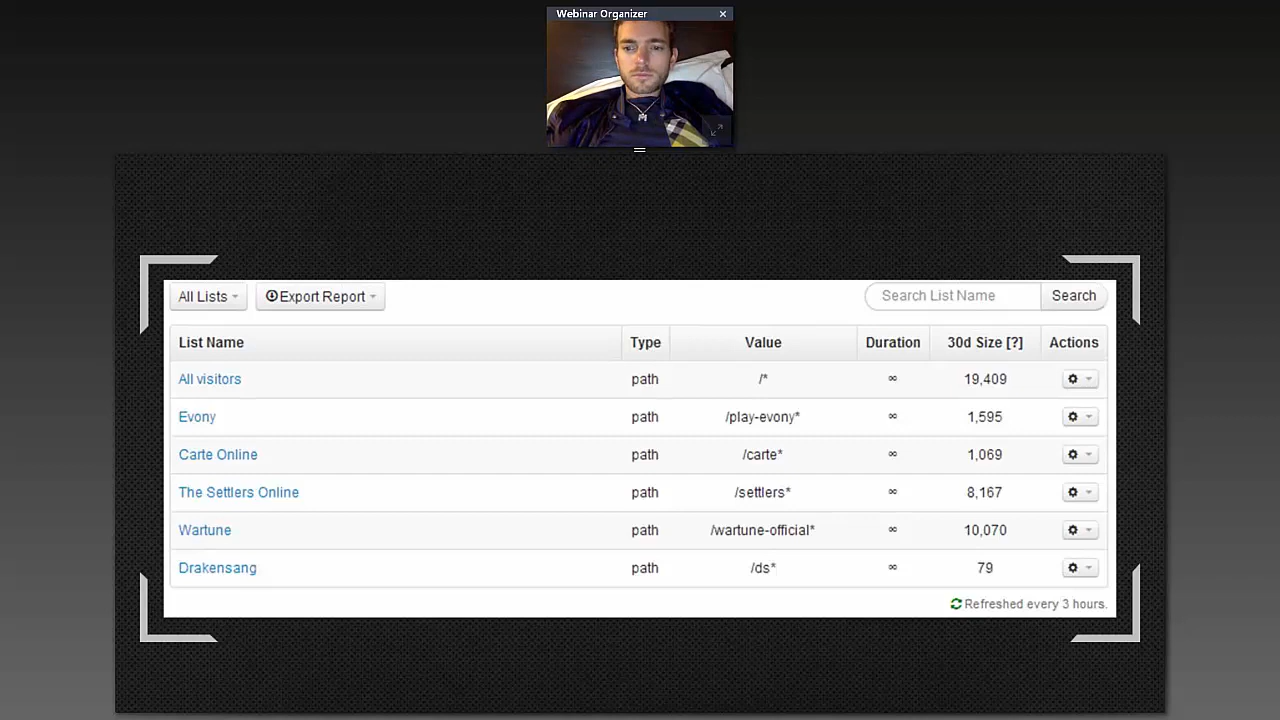 Webinar Organizer
All Lists Export Report Search List Name Search
List Name Type Value Duration 30d Size [?] Actions
All visitors path /* ∞ 19,409
Evony path /play-evony* ∞ 1,595
Carte Online path /carte* ∞ 1,069
The Settlers Online path /settlers* ∞ 8,167
Wartune path /wartune-official* ∞ 10,070
Drakensang path /ds* ∞ 79
Refreshed every 3 hours.